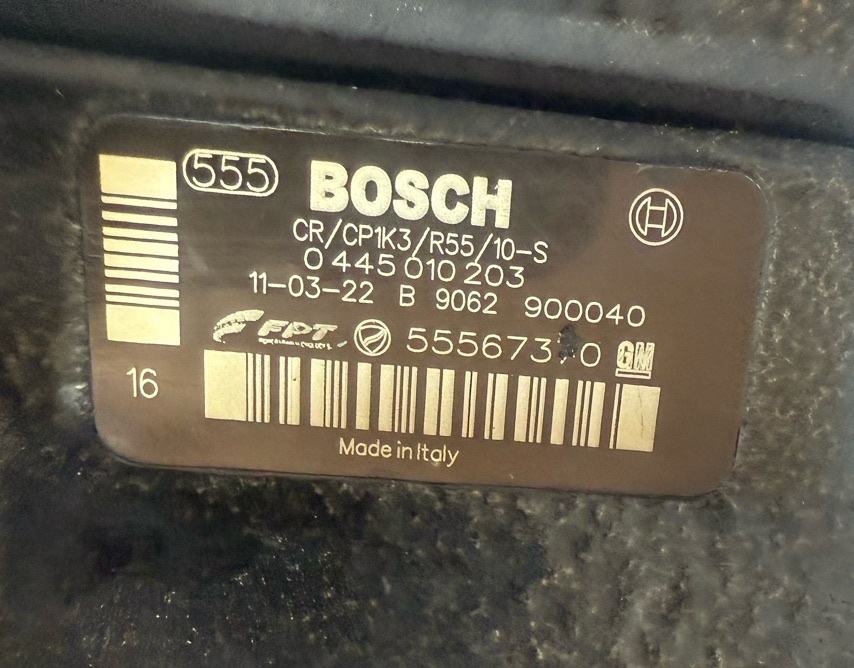 555
BOSCH
CR/CP1K3/R55/10-S
0 445 010 203
11-03-22 B 9062 900040
FPT
GM
16
Made in Italy